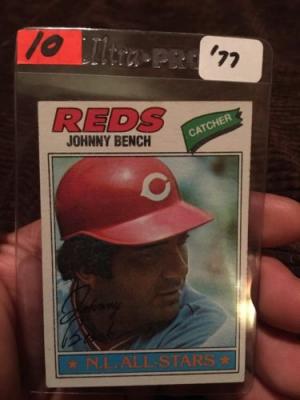 10
Ultra-PRO
'77
REDS
JOHNNY BENCH
CATCHER
C
Johnny
Bench
★ N.L. ALL-STARS ★